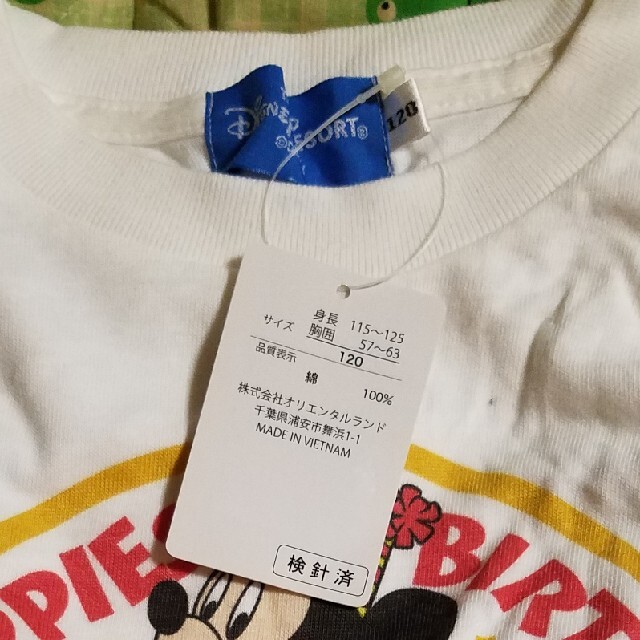 Disney
RESORT®
120
サイズ
身長 115~125
胸囲 57~63
120
品質表示
綿 100%
株式会社オリエンタルランド
千葉県浦安市舞浜1-1
MADE IN VIETNAM
検針済